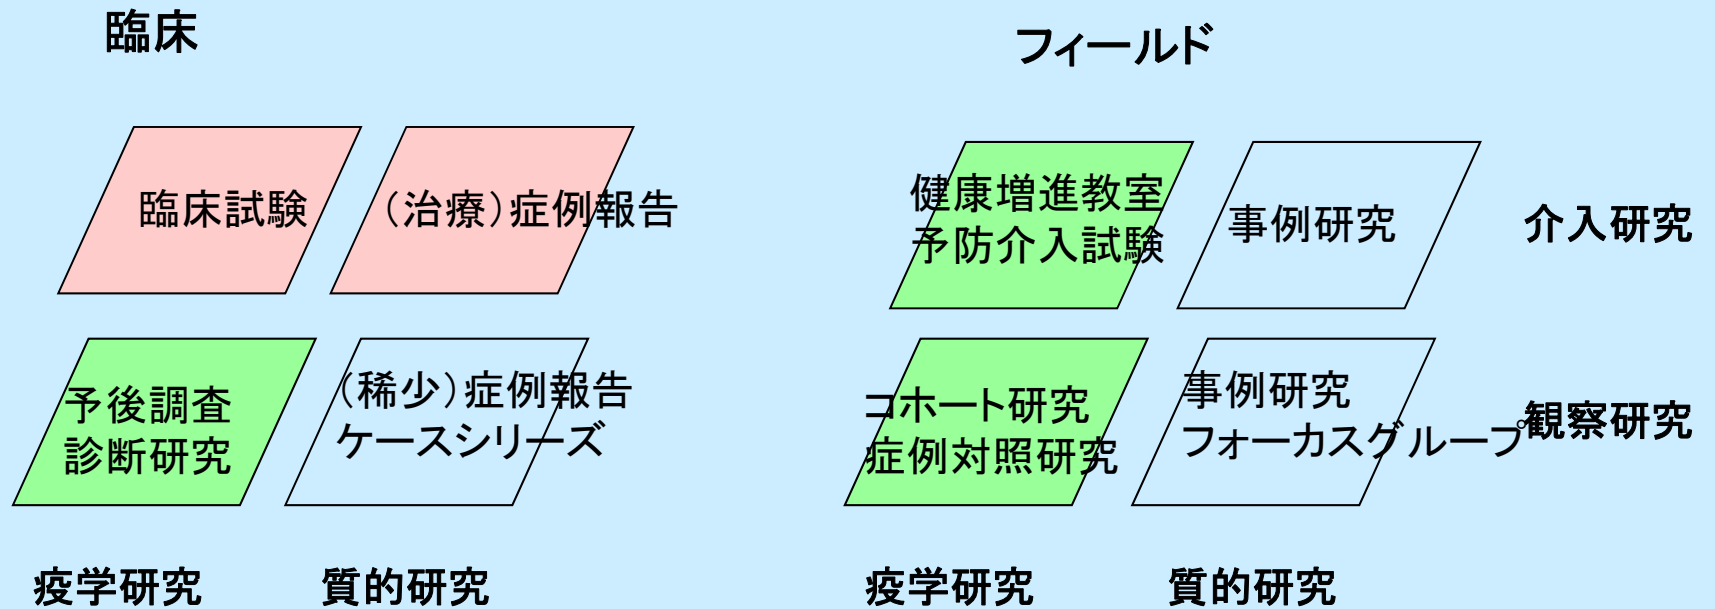 臨床
フィールド
臨床試験
（治療）症例報告
健康増進教室
予防介入試験
事例研究
介入研究
予後調査
診断研究
（稀少）症例報告
ケースシリーズ
コホート研究
症例対照研究
事例研究
フォーカスグループ
観察研究
疫学研究
質的研究
疫学研究
質的研究